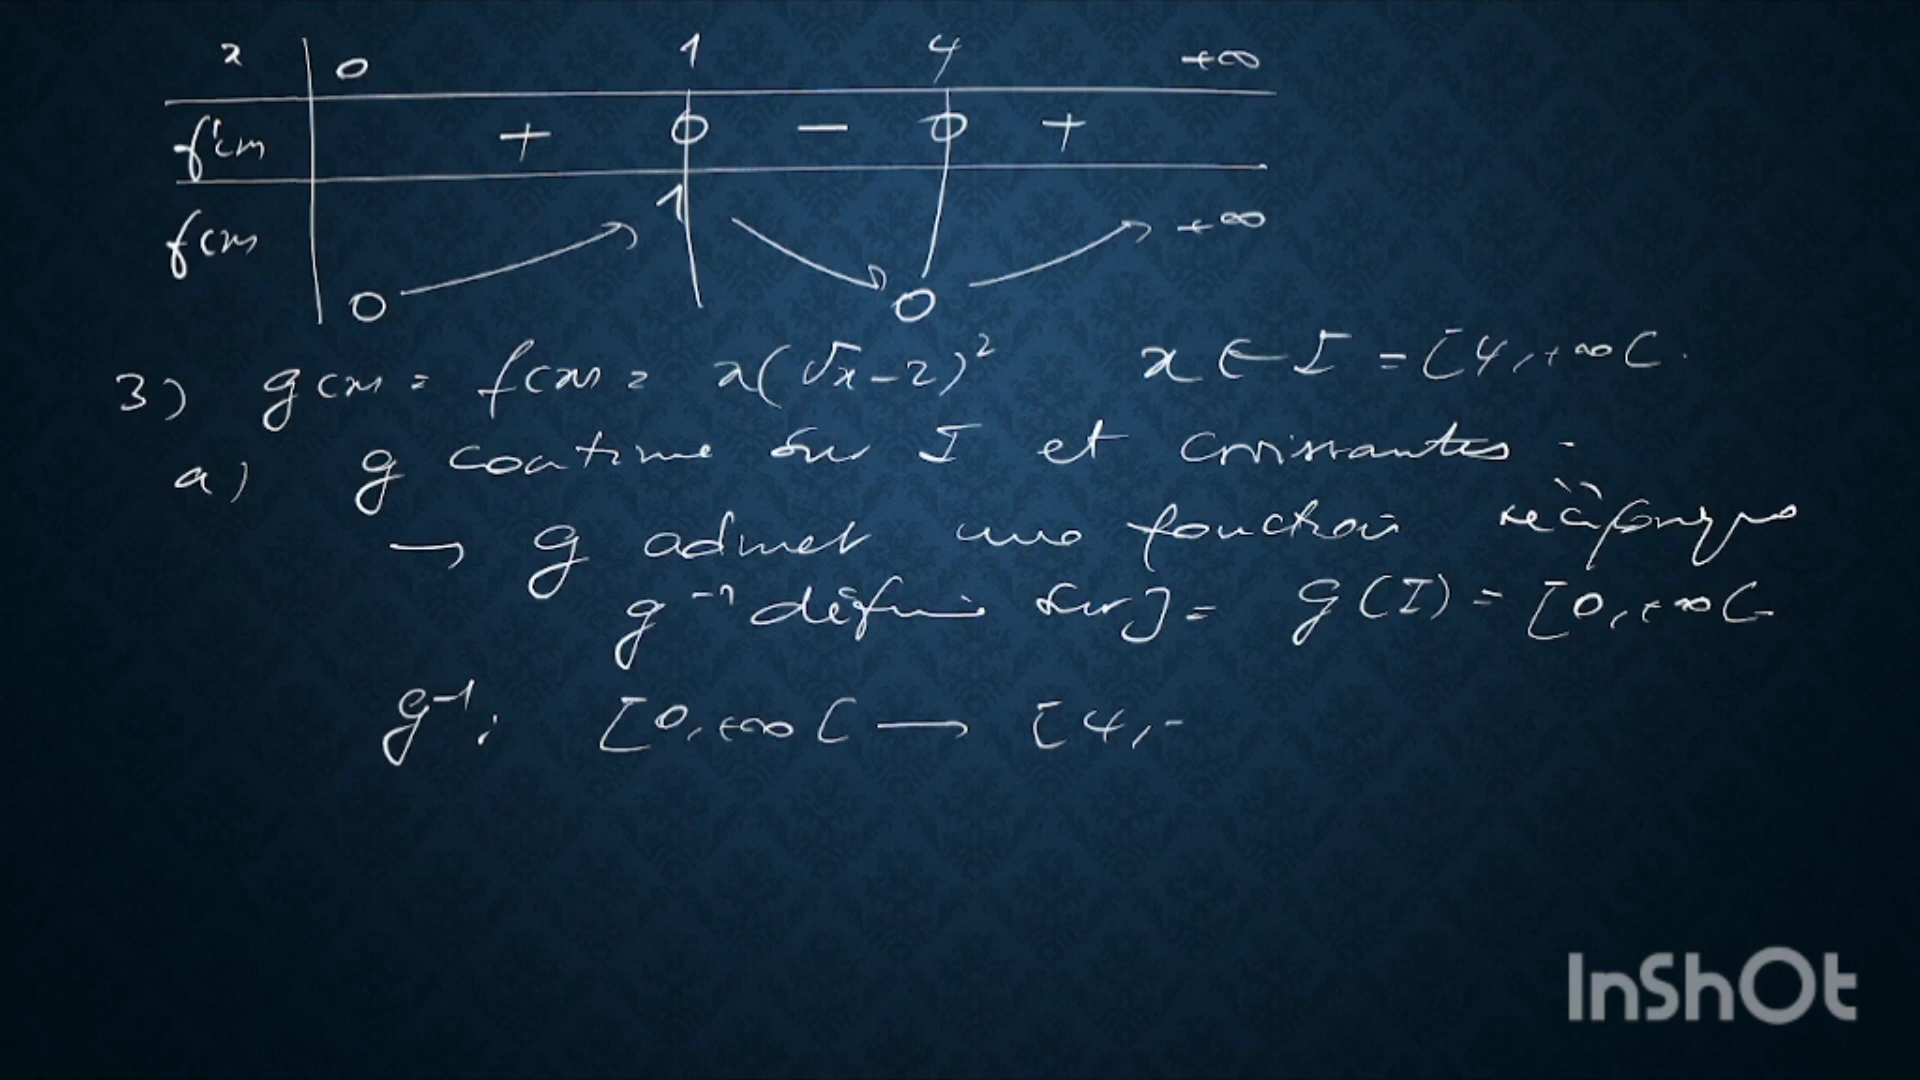 x 0 1 4 +∞
f'(x) + 0 − 0 +
f(x) 0 1 0 +∞
3) g(x) = f(x) = x(√x-2)² x ∈ I = [4,+∞[.
a) g continue sur I et croissante.
→ g admet une fonction réciproque
g⁻¹ définie sur J = g(I) = [0,+∞[
g⁻¹: [0,+∞[ → [4,-
InShOt